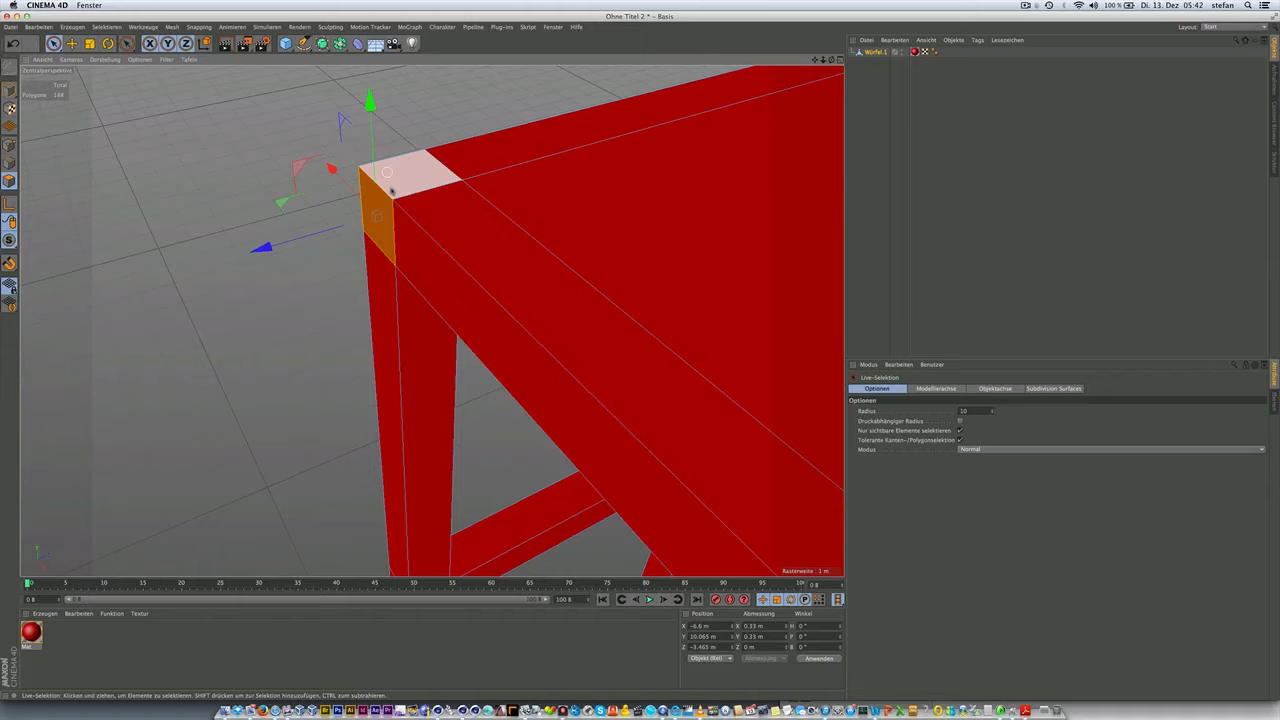 CINEMA 4D Fenster
100 % Di. 13. Dez 05:42 stefan
Ohne Titel 2 * - Basis
Datei Bearbeiten Erzeugen Selektieren Werkzeuge Mesh Snapping Animieren Simulieren Rendern Sculpting Motion Tracker MoGraph Charakter Pipeline Plug-ins Skript Fenster Hilfe
Layout: Start
Datei Bearbeiten Ansicht Objekte Tags Lesezeichen
Würfel.1
Ansicht Kameras Darstellung Optionen Filter Tafeln
Zentralperspektive
Total
Polygone 184
Rasterweite : 1 m
Modus Bearbeiten Benutzer
Live-Selektion
Optionen Modellierachse Objektachse Subdivision Surfaces
Optionen
Radius 10
Druckabhängiger Radius
Nur sichtbare Elemente selektieren
Tolerante Kanten-/Polygonselektion
Modus Normal
0 5 10 15 20 25 30 35 40 45 50 55 60 65 70 75 80 85 90 95 0 B
0 B 100 B
Erzeugen Bearbeiten Funktion Textur
Mat
Position Abmessung Winkel
X -6.6 m X 0.33 m H 0 °
Y 10.065 m Y 0.33 m P 0 °
Z -3.465 m Z 0 m B 0 °
Objekt (Rel) Abmessung Anwenden
MAXON CINEMA 4D
Live-Selektion: Klicken und ziehen, um Elemente zu selektieren. SHIFT drücken um zur Selektion hinzuzufügen, CTRL zum subtrahieren.